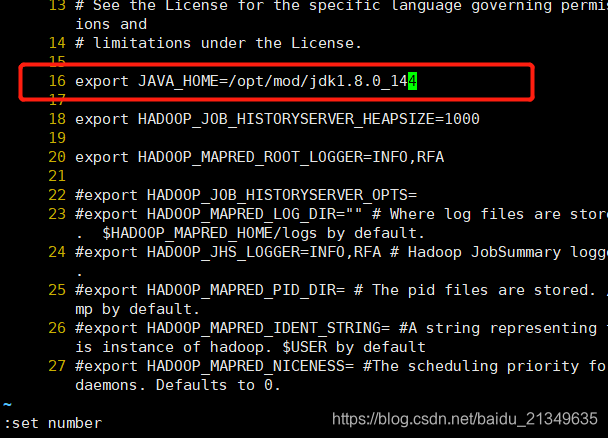 13 # See the License for the specific language governing permiss
ions and
14 # limitations under the License.
15
16 export JAVA_HOME=/opt/mod/jdk1.8.0_144
17
18 export HADOOP_JOB_HISTORYSERVER_HEAPSIZE=1000
19
20 export HADOOP_MAPRED_ROOT_LOGGER=INFO,RFA
21
22 #export HADOOP_JOB_HISTORYSERVER_OPTS=
23 #export HADOOP_MAPRED_LOG_DIR="" # Where log files are store
.  $HADOOP_MAPRED_HOME/logs by default.
24 #export HADOOP_JHS_LOGGER=INFO,RFA # Hadoop JobSummary logge
.
25 #export HADOOP_MAPRED_PID_DIR= # The pid files are stored.
mp by default.
26 #export HADOOP_MAPRED_IDENT_STRING= #A string representing
is instance of hadoop. $USER by default
27 #export HADOOP_MAPRED_NICENESS= #The scheduling priority fo
daemons. Defaults to 0.
~
:set number
https://blog.csdn.net/baidu_21349635